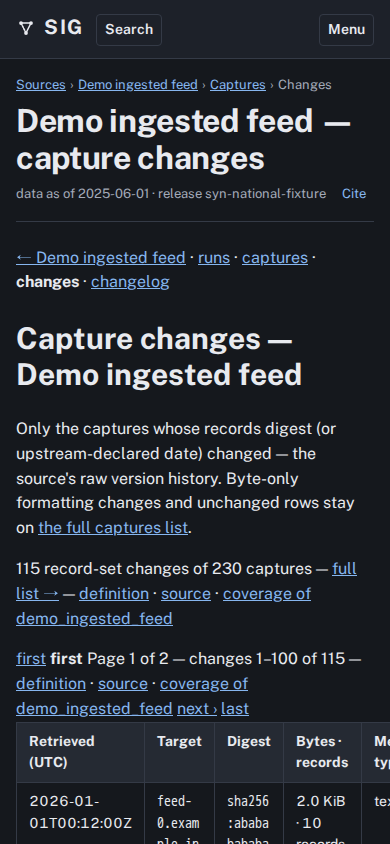 SIG Search Menu
Sources › Demo ingested feed › Captures › Changes
Demo ingested feed —
capture changes
data as of 2025-06-01 · release syn-national-fixture Cite
← Demo ingested feed · runs · captures ·
changes · changelog
Capture changes —
Demo ingested feed
Only the captures whose records digest (or
upstream-declared date) changed — the
source's raw version history. Byte-only
formatting changes and unchanged rows stay
on the full captures list.
115 record-set changes of 230 captures — full
list → — definition · source · coverage of
demo_ingested_feed
first first Page 1 of 2 — changes 1–100 of 115 —
definition · source · coverage of
demo_ingested_feed next › last
Retrieved Target Digest Bytes ·
(UTC) records
2026-01- feed- sha256 2.0 KiB
01T00:12:00Z 0.exam :ababa · 10